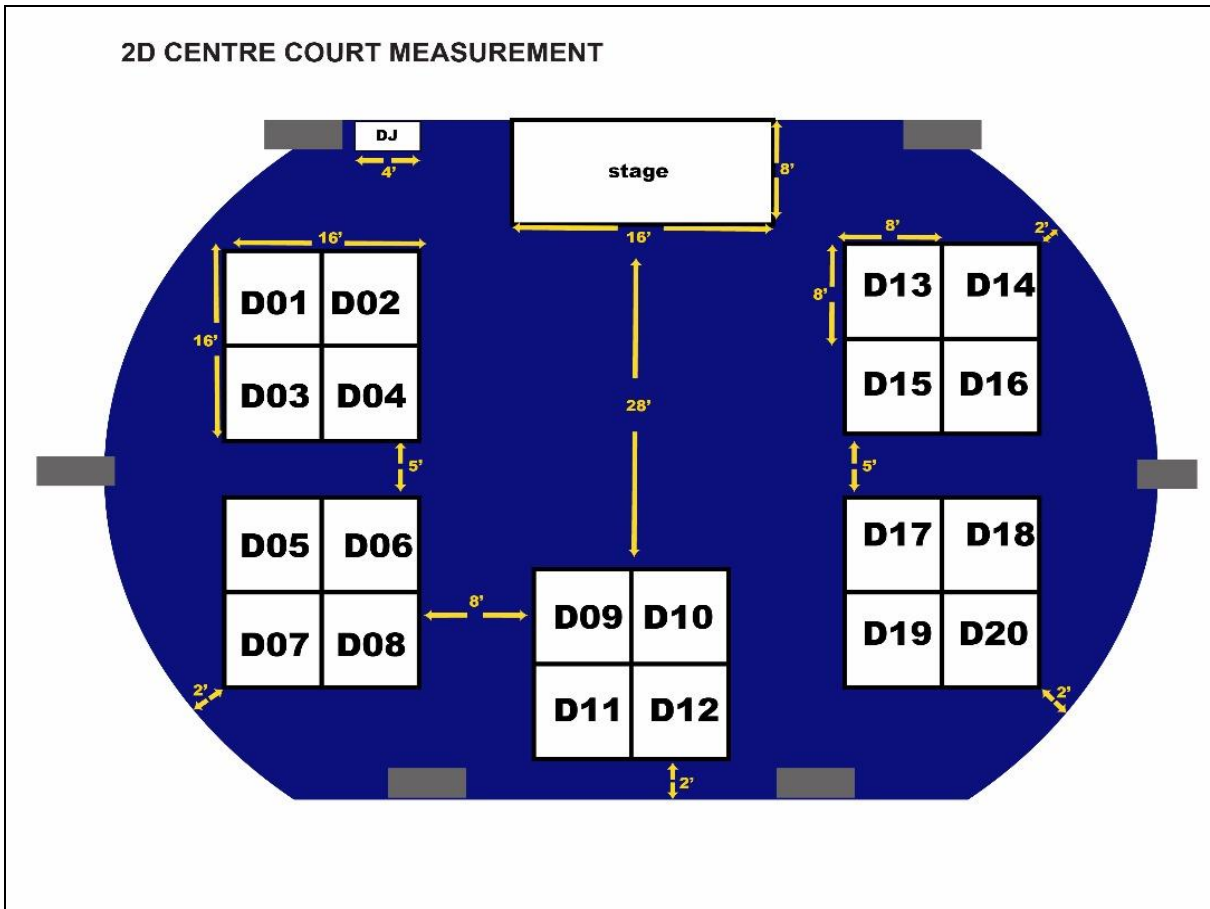 2D CENTRE COURT MEASUREMENT
DJ
4'
stage
8'
16'
16'
8'
2'
D01 D02
D13 D14
8'
16'
D03 D04
D15 D16
28'
5'
5'
D05 D06
D17 D18
8'
D09 D10
D07 D08
D19 D20
2'
2'
D11 D12
2'